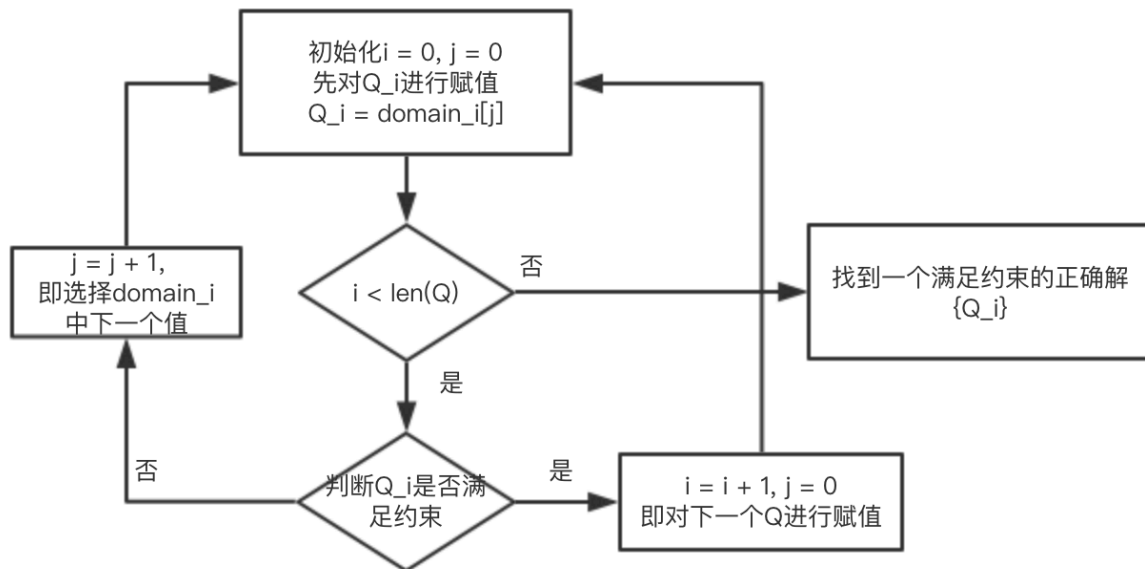 初始化i = 0, j = 0
先对Q_i进行赋值
Q_i = domain_i[j]
j = j + 1,
即选择domain_i
中下一个值
i < len(Q)
否
找到一个满足约束的正确解
{Q_i}
是
否
判断Q_i是否满
足约束
是
i = i + 1, j = 0
即对下一个Q进行赋值